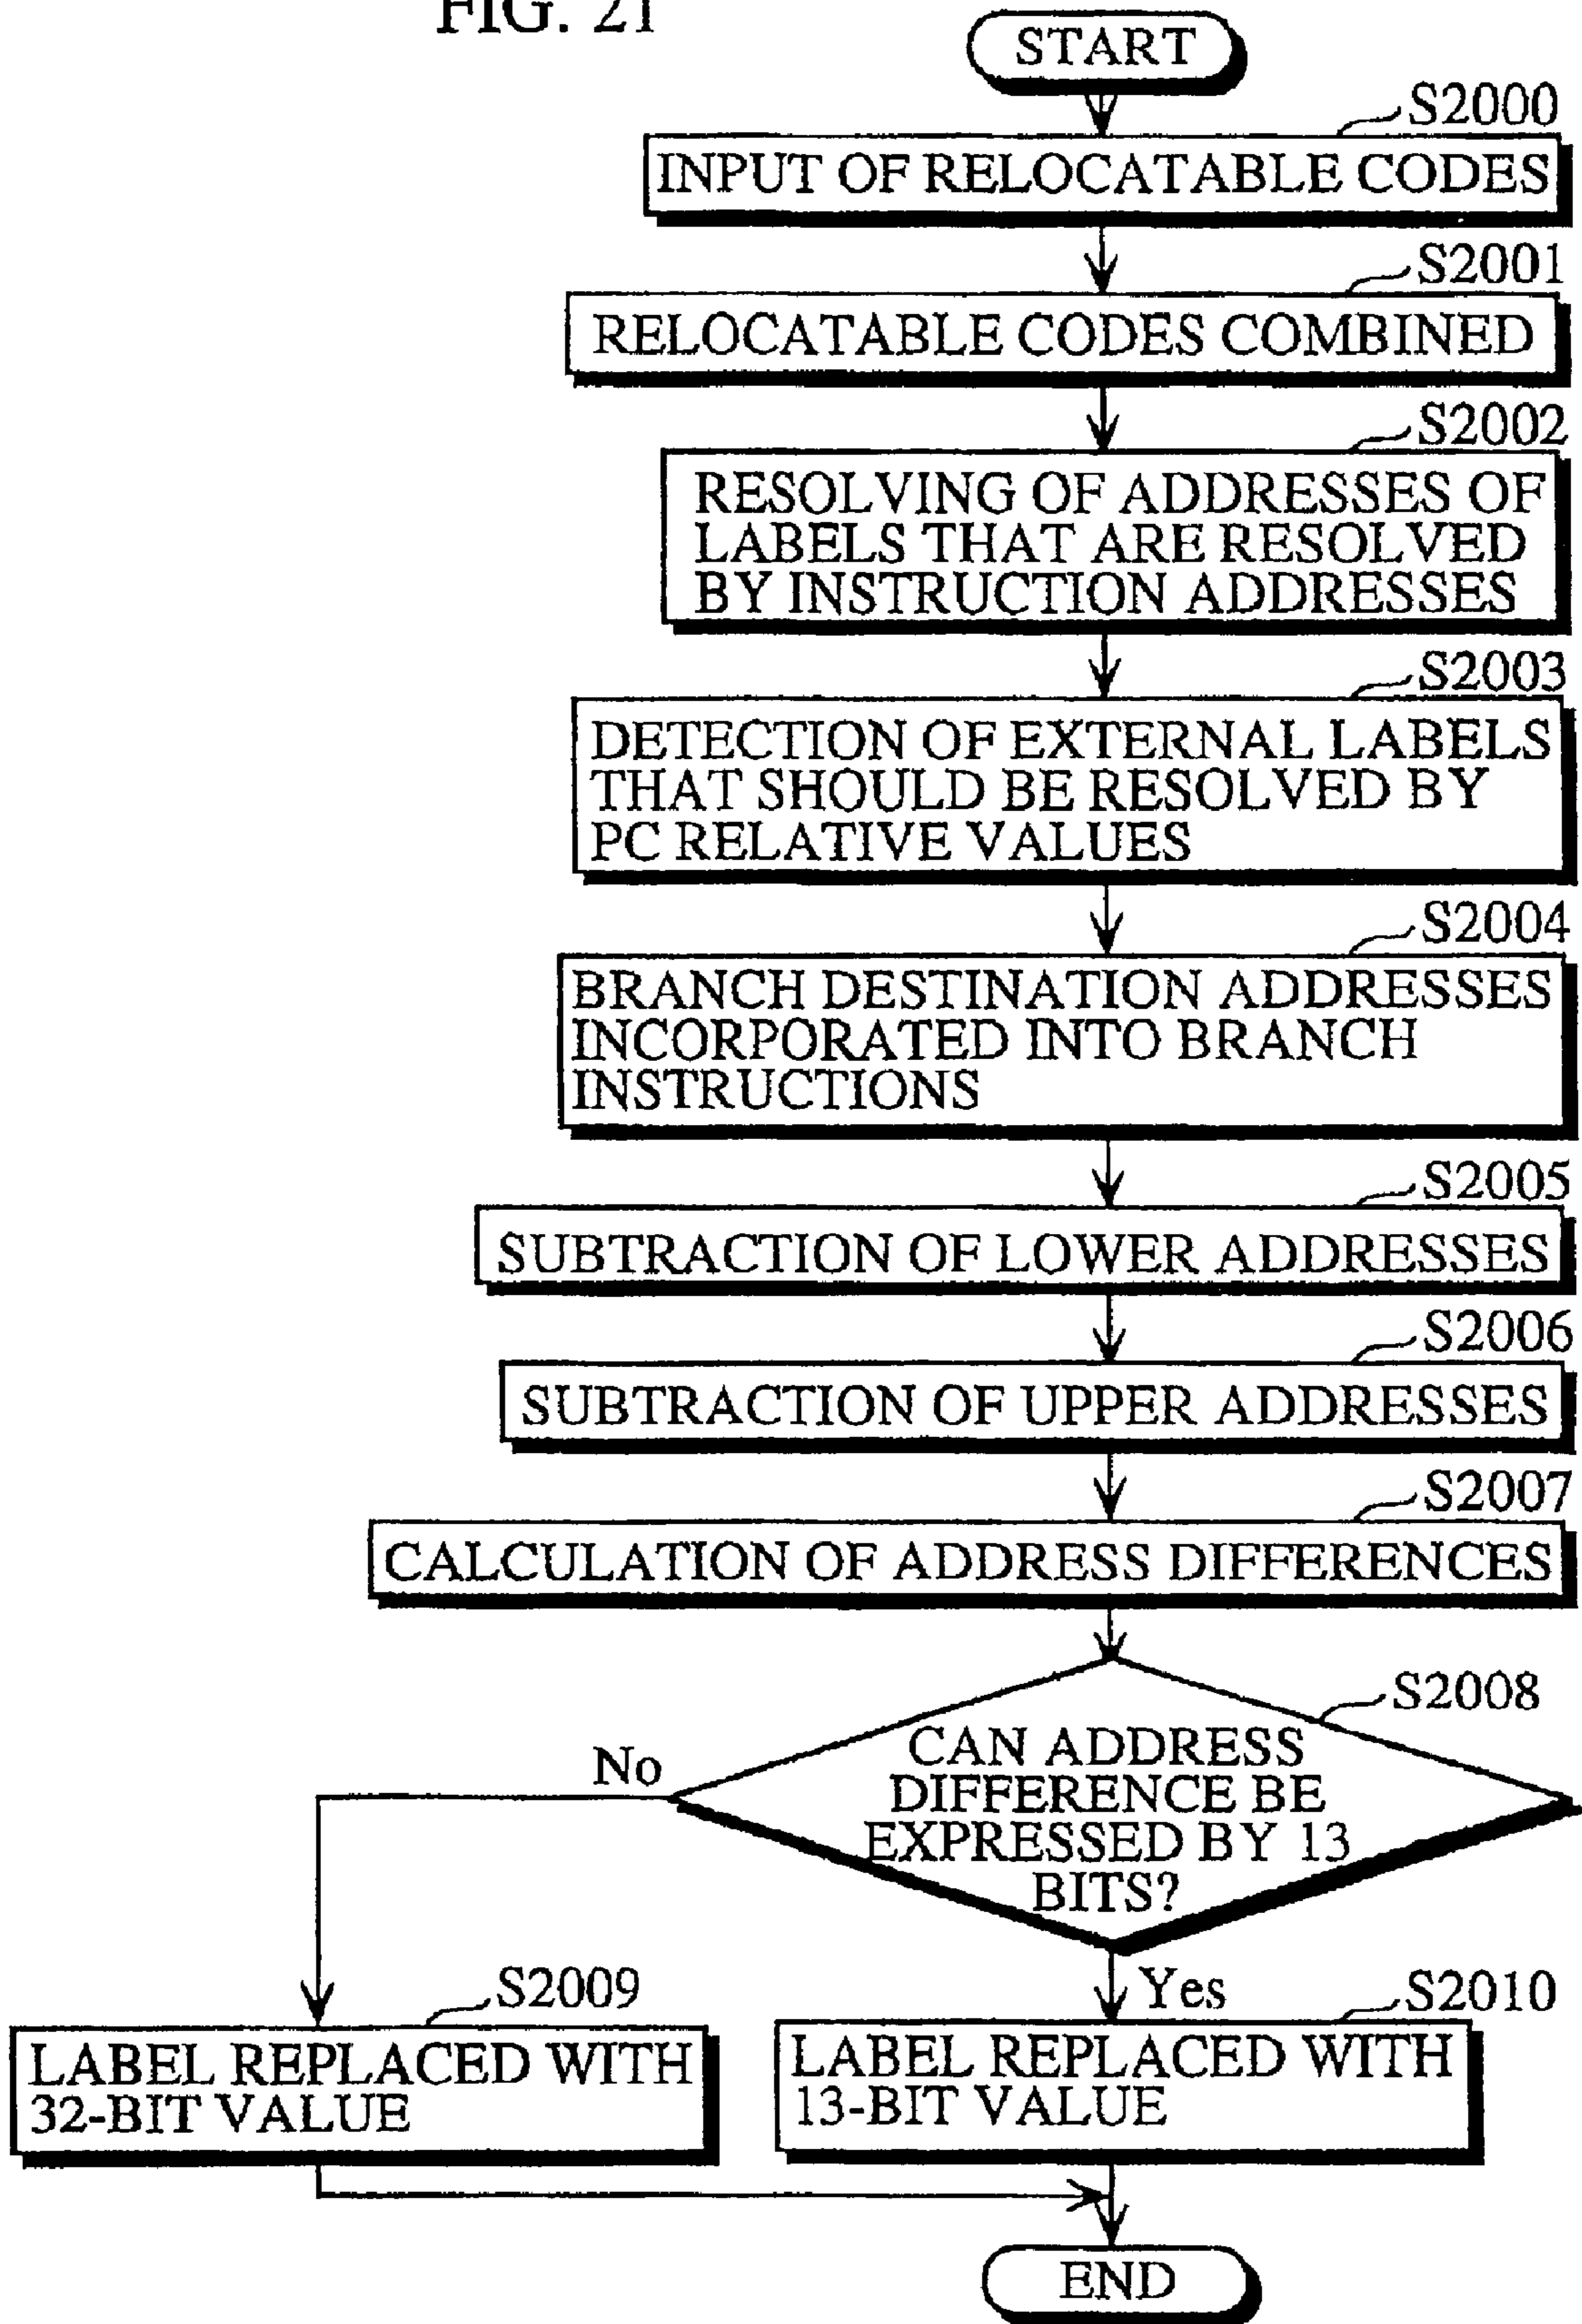 FIG. 21
START
S2000
INPUT OF RELOCATABLE CODES
S2001
RELOCATABLE CODES COMBINED
S2002
RESOLVING OF ADDRESSES OF
LABELS THAT ARE RESOLVED
BY INSTRUCTION ADDRESSES
S2003
DETECTION OF EXTERNAL LABELS
THAT SHOULD BE RESOLVED BY
PC RELATIVE VALUES
S2004
BRANCH DESTINATION ADDRESSES
INCORPORATED INTO BRANCH
INSTRUCTIONS
S2005
SUBTRACTION OF LOWER ADDRESSES
S2006
SUBTRACTION OF UPPER ADDRESSES
S2007
CALCULATION OF ADDRESS DIFFERENCES
S2008
CAN ADDRESS
DIFFERENCE BE
EXPRESSED BY 13
BITS?
No
Yes
S2009
LABEL REPLACED WITH
32-BIT VALUE
S2010
LABEL REPLACED WITH
13-BIT VALUE
END